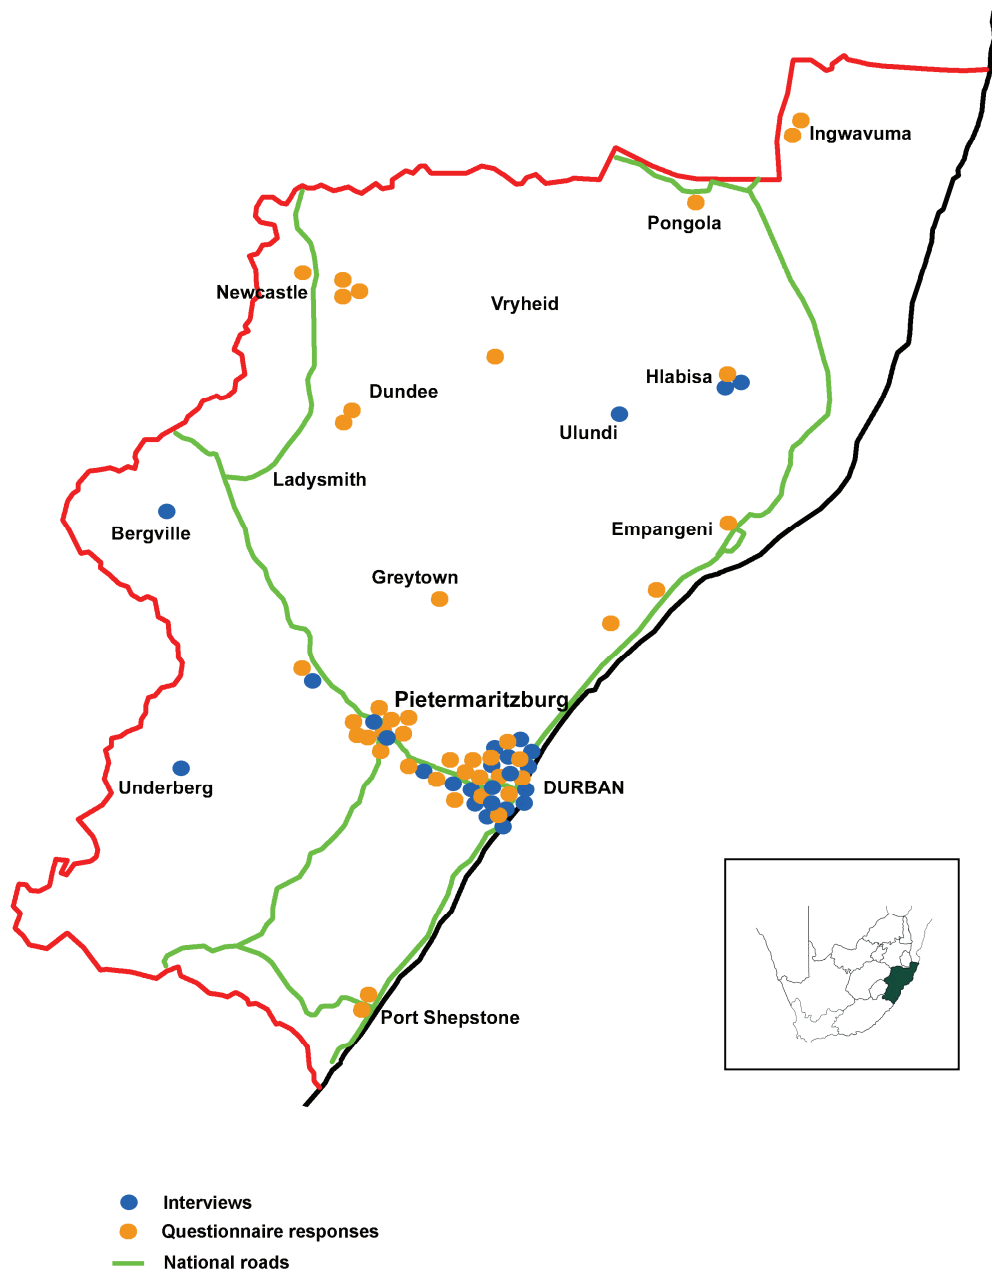 Ingwavuma
Pongola
Newcastle
Vryheid
Hlabisa
Dundee
Ulundi
Ladysmith
Empangeni
Bergville
Greytown
Pietermaritzburg
Underberg
DURBAN
Port Shepstone
Interviews
Questionnaire responses
National roads